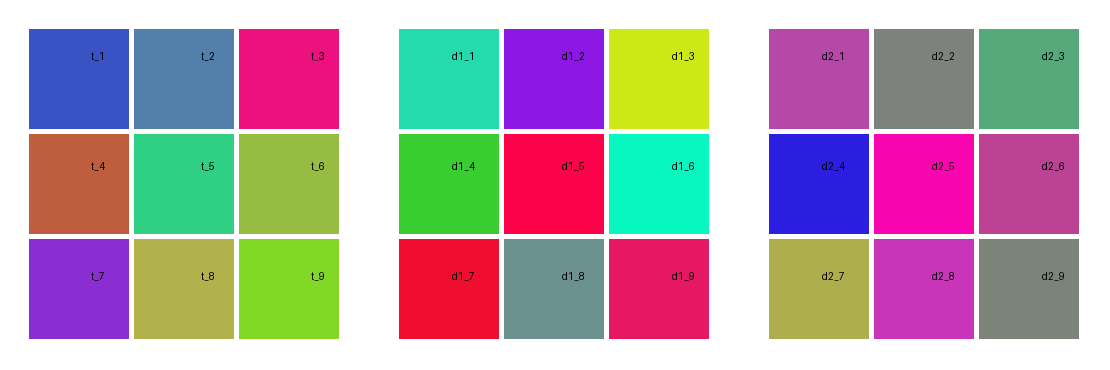 t_1 t_2 t_3 d1_1 d1_2 d1_3 d2_1 d2_2 d2_3
t_4 t_5 t_6 d1_4 d1_5 d1_6 d2_4 d2_5 d2_6
t_7 t_8 t_9 d1_7 d1_8 d1_9 d2_7 d2_8 d2_9